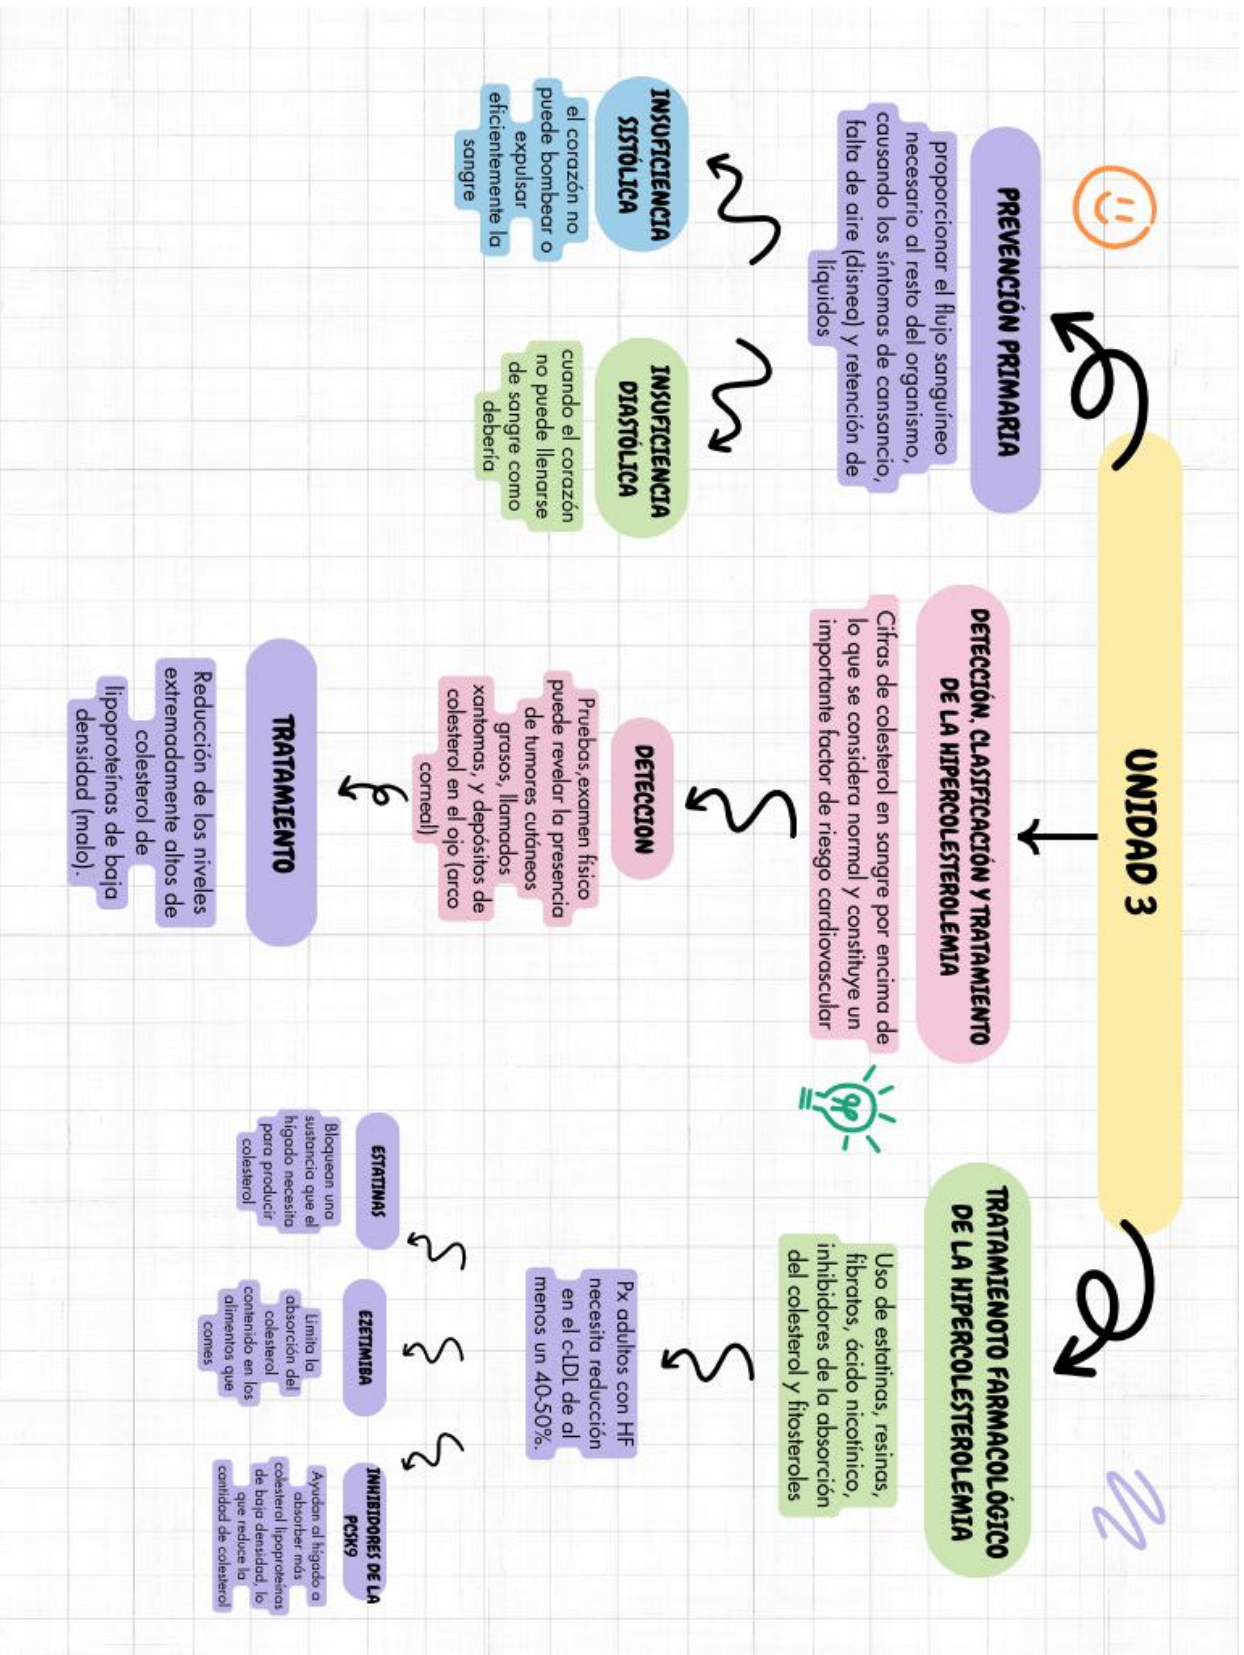 UNIDAD 3
PREVENCIÓN PRIMARIA
proporcionar el flujo sanguíneo
necesario al resto del organismo,
causando los síntomas de cansancio,
falta de aire (disnea) y retención de
líquidos
INSUFICIENCIA
SISTÓLICA
el corazón no
puede bombear o
expulsar
eficientemente la
sangre
INSUFICIENCIA
DIASTÓLICA
cuando el corazón
no puede llenarse
de sangre como
debería
DETECCIÓN, CLASIFICACIÓN Y TRATAMIENTO
DE LA HIPERCOLESTEROLEMIA
Cifras de colesterol en sangre por encima de
lo que se considera normal y constituye un
importante factor de riesgo cardiovascular
DETECCION
Pruebas,examen físico
puede revelar la presencia
de tumores cutáneos
grasos, llamados
xantomas, y depósitos de
colesterol en el ojo (arco
corneal)
TRATAMIENTO
Reducción de los niveles
extremadamente altos de
colesterol de
lipoproteínas de baja
densidad (malo).
TRATAMIENOTO FARMACOLÓGICO
DE LA HIPERCOLESTEROLEMIA
Uso de estatinas, resinas,
fibratos, ácido nicotínico,
inhibidores de la absorción
del colesterol y fitosteroles
Px adultos con HF
necesita reducción
en el c-LDL de al
menos un 40-50%.
ESTATINAS
Bloquean una
sustancia que el
hígado necesita
para producir
colesterol
EZETIMIBA
Limita la
absorción del
colesterol
contenido en los
alimentos que
comes
INHIBIDORES DE LA
PCSK9
Ayudan al hígado a
absorber más
colesterol lipoproteínas
de baja densidad, lo
que reduce la
cantidad de colesterol